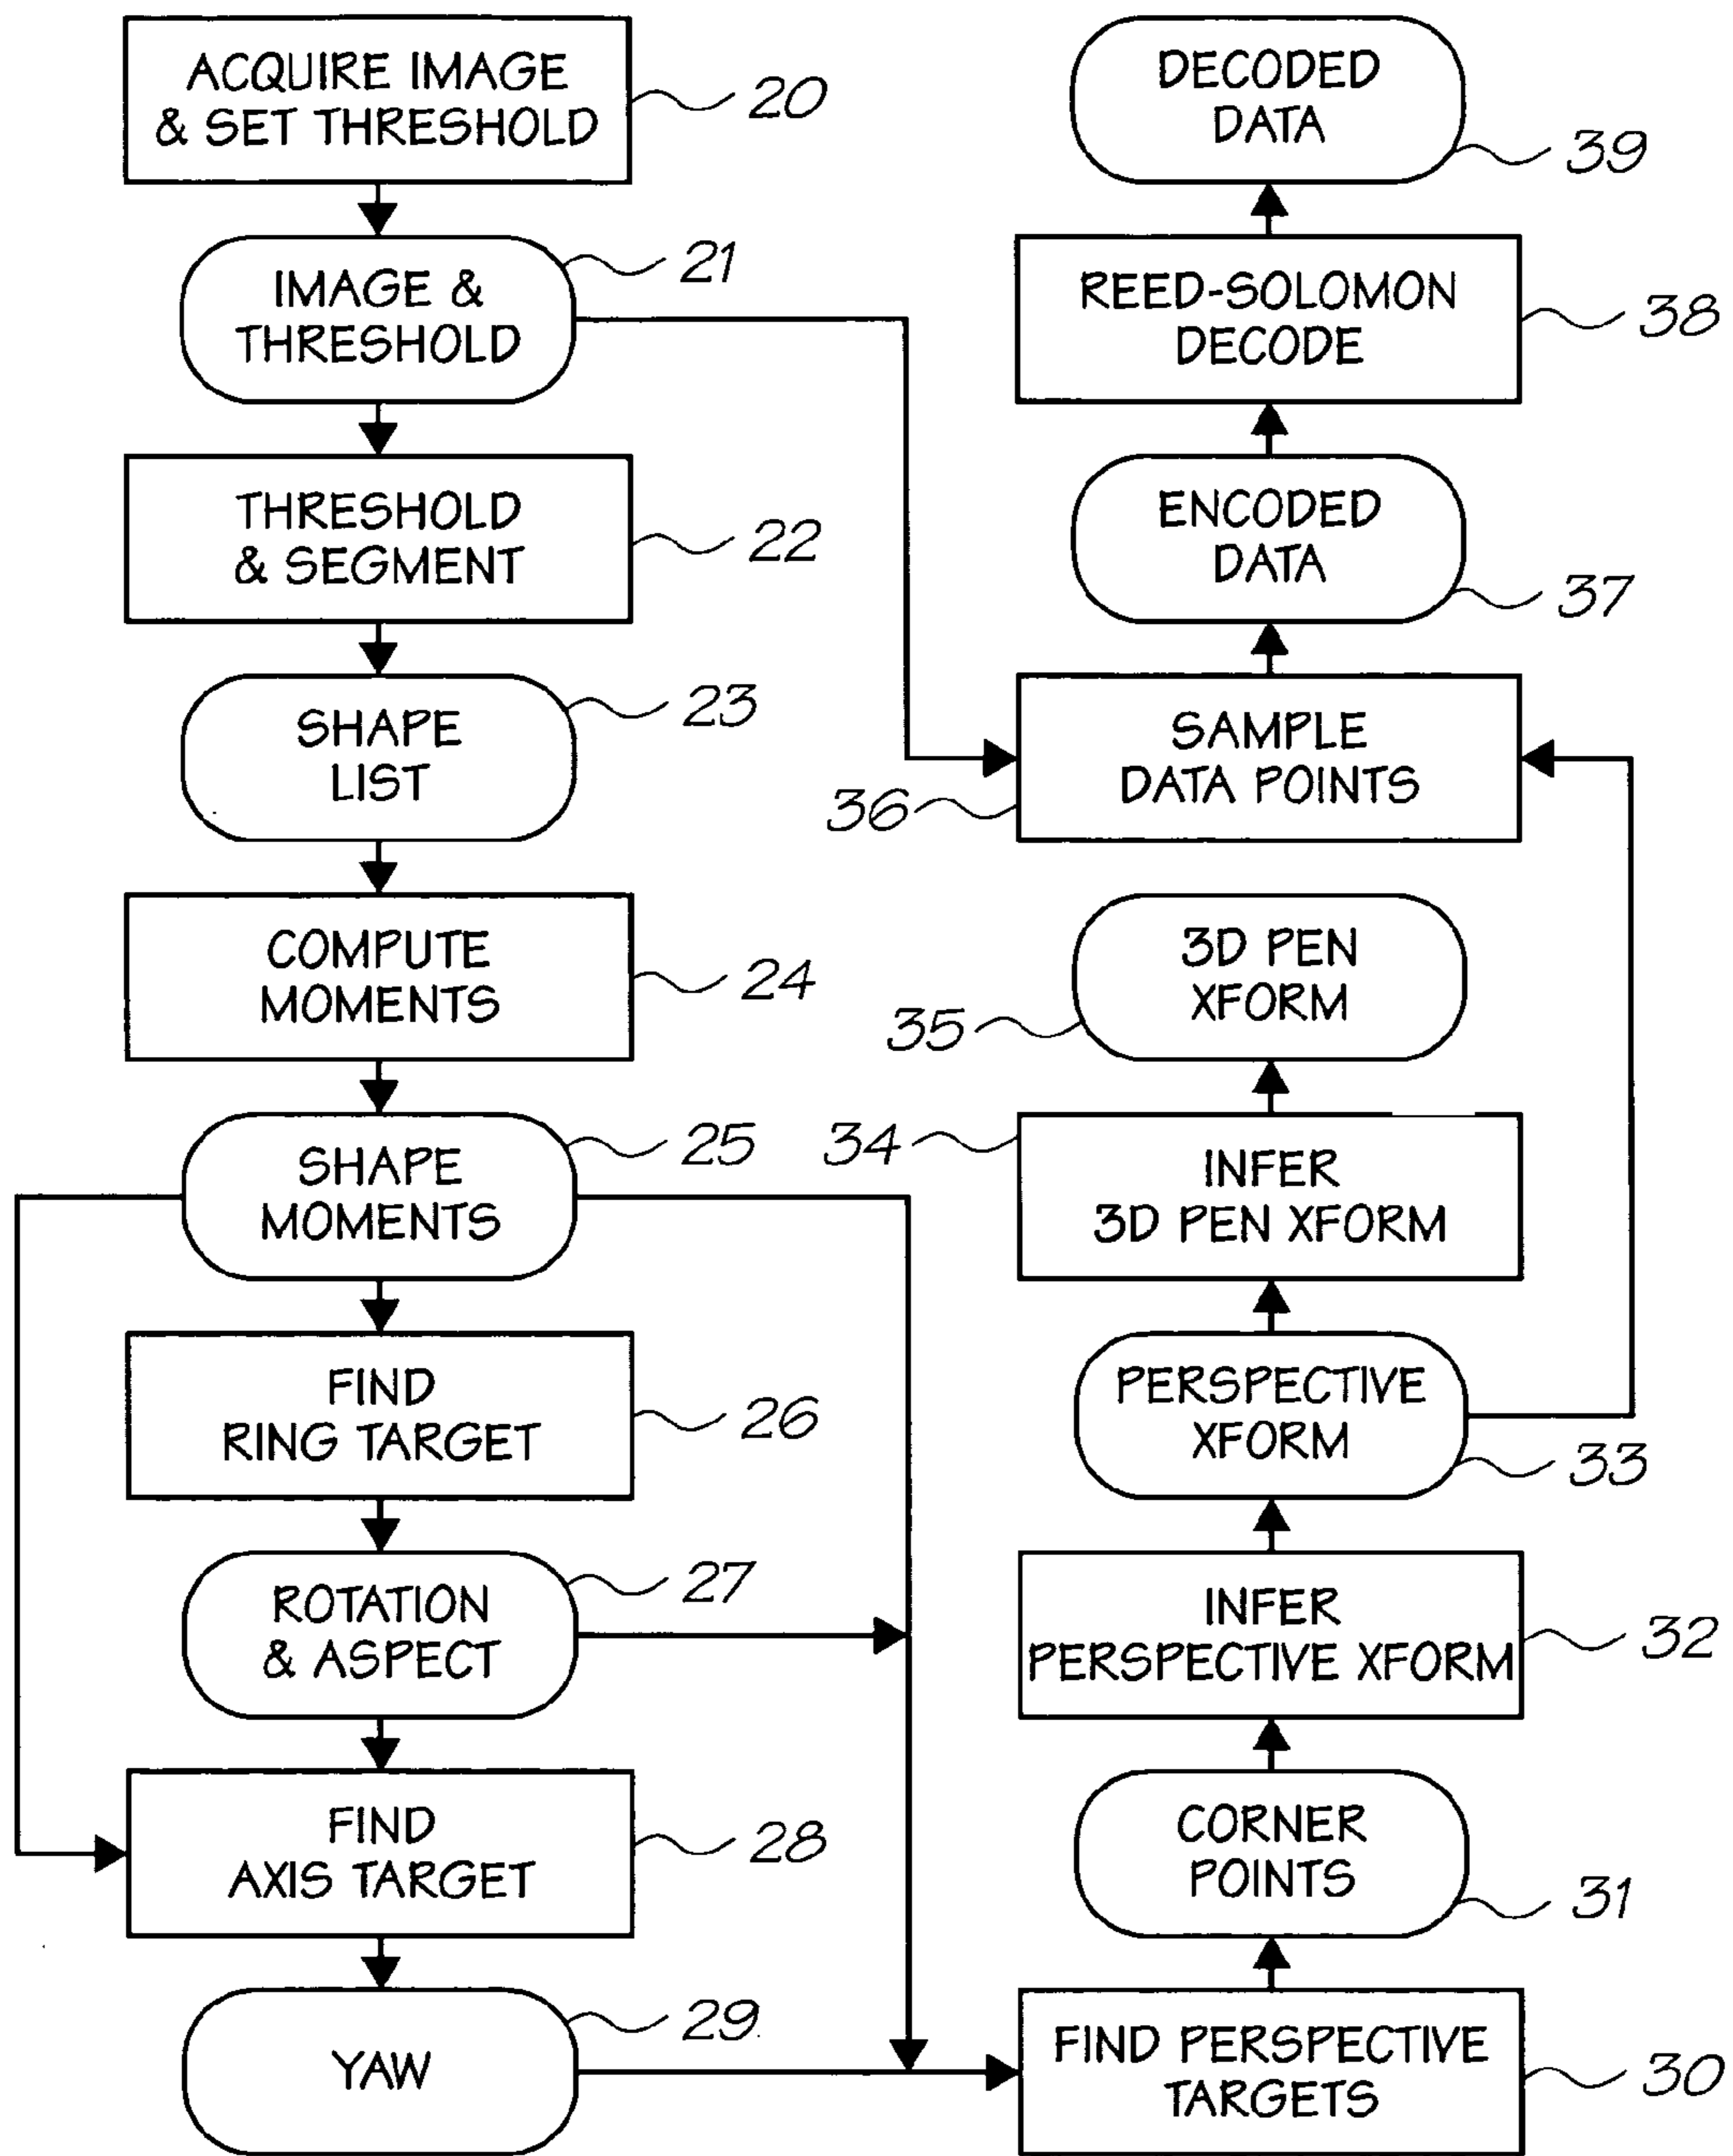 ACQUIRE IMAGE
& SET THRESHOLD
20
IMAGE &
THRESHOLD
21
THRESHOLD
& SEGMENT
22
SHAPE
LIST
23
COMPUTE
MOMENTS
24
SHAPE
MOMENTS
25
FIND
RING TARGET
26
ROTATION
& ASPECT
27
FIND
AXIS TARGET
28
YAW
29
DECODED
DATA
39
REED-SOLOMON
DECODE
38
ENCODED
DATA
37
SAMPLE
DATA POINTS
36
3D PEN
XFORM
35
INFER
3D PEN XFORM
34
PERSPECTIVE
XFORM
33
INFER
PERSPECTIVE XFORM
32
CORNER
POINTS
31
FIND PERSPECTIVE
TARGETS
30